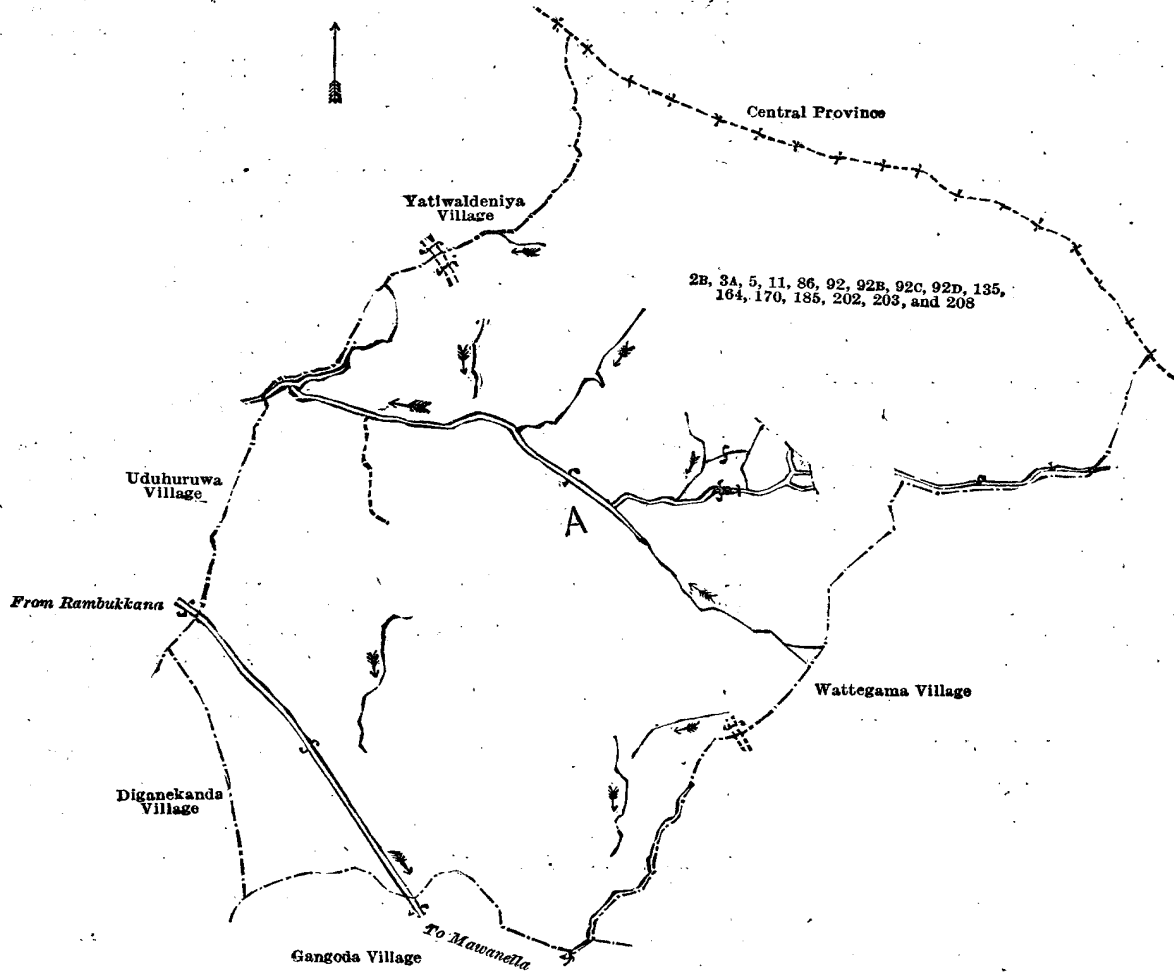 Central Province
Yatiwaldeniya
Village
2B, 3A, 5, 11, 86, 92, 92B, 92C, 92D, 135,
164, 170, 185, 202, 203, and 208
Uduhuruwa
Village
A
From Rambukkana
Wattegama Village
Diganekanda
Village
To Mawanella
Gangoda Village